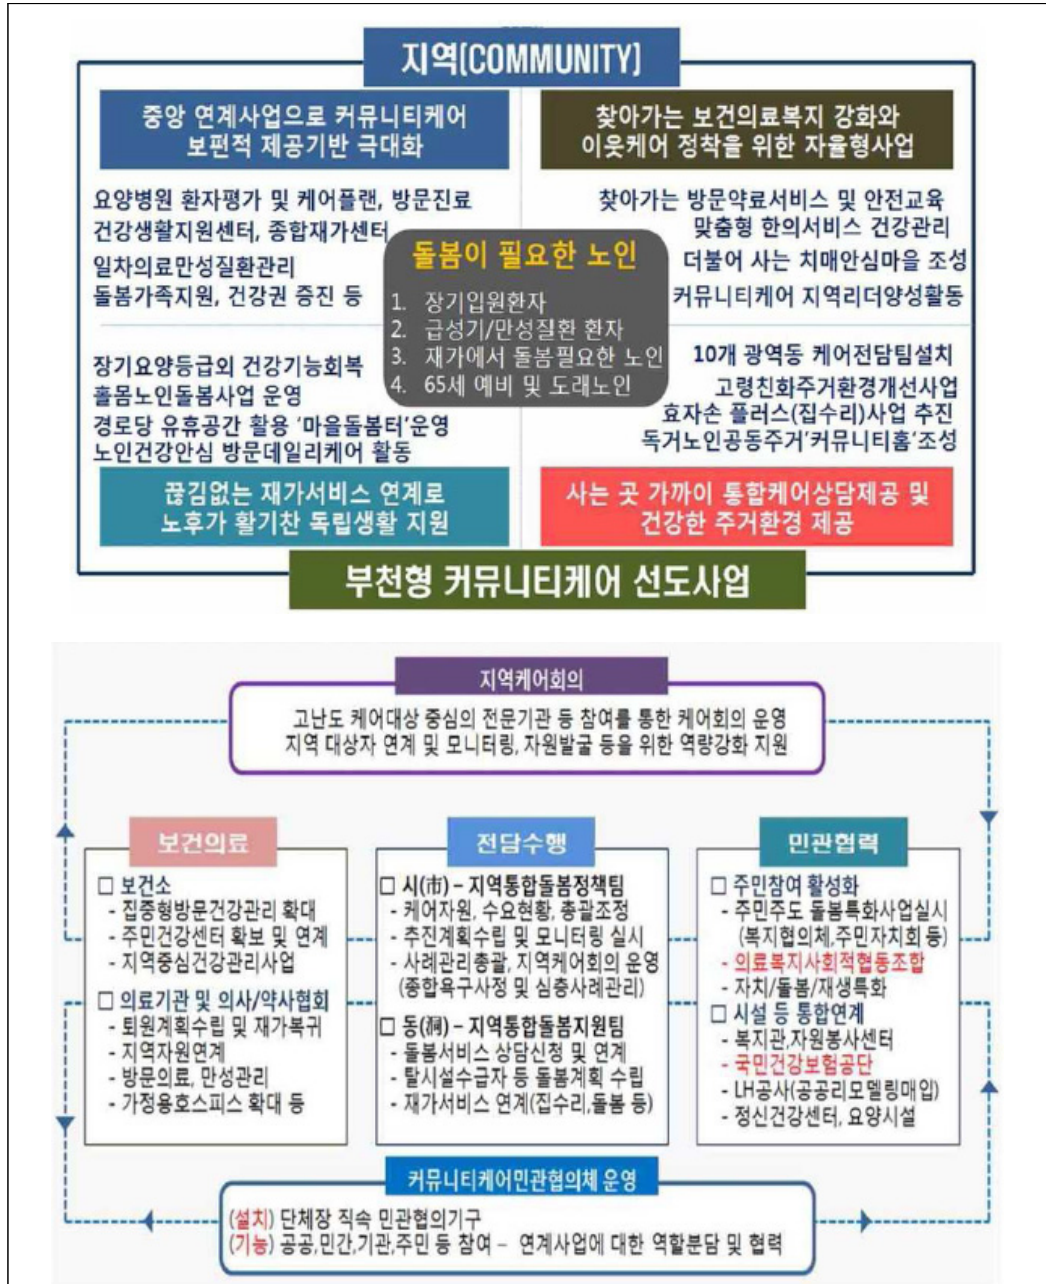 지역[COMMUNITY]
중앙 연계사업으로 커뮤니티케어
보편적 제공기반 극대화
요양병원 환자평가 및 케어플랜, 방문진료
건강생활지원센터, 종합재가센터
일차의료만성질환관리
돌봄가족지원, 건강권 증진 등
찾아가는 보건의료복지 강화와
이웃케어 정착을 위한 자율형사업
찾아가는 방문약료서비스 및 안전교육
맞춤형 한의서비스 건강관리
더불어 사는 치매안심마을 조성
커뮤니티케어 지역리더양성활동
돌봄이 필요한 노인
1. 장기입원환자
2. 급성기/만성질환 환자
3. 재가에서 돌봄필요한 노인
4. 65세 예비 및 도래노인
장기요양등급외 건강기능회복
홀몸노인돌봄사업 운영
경로당 유휴공간 활용 '마을돌봄터'운영
노인건강안심 방문데일리케어 활동
끊김없는 재가서비스 연계로
노후가 활기찬 독립생활 지원
10개 광역동 케어전담팀설치
고령친화주거환경개선사업
효자손 플러스(집수리)사업 추진
독거노인공동주거'커뮤니티홈'조성
사는 곳 가까이 통합케어상담제공 및
건강한 주거환경 제공
부천형 커뮤니티케어 선도사업
지역케어회의
고난도 케어대상 중심의 전문기관 등 참여를 통한 케어회의 운영
지역 대상자 연계 및 모니터링, 자원발굴 등을 위한 역량강화 지원
보건의료
□ 보건소
- 집중형방문건강관리 확대
- 주민건강센터 확보 및 연계
- 지역중심건강관리사업
□ 의료기관 및 의사/약사협회
- 퇴원계획수립 및 재가복귀
- 지역자원연계
- 방문의료, 만성관리
- 가정용호스피스 확대 등
전담수행
□ 시(市) – 지역통합돌봄정책팀
- 케어자원, 수요현황, 총괄조정
- 추진계획수립 및 모니터링 실시
- 사례관리총괄, 지역케어회의 운영
(종합욕구사정 및 심층사례관리)
□ 동(洞) – 지역통합돌봄지원팀
- 돌봄서비스 상담신청 및 연계
- 탈시설수급자 등 돌봄계획 수립
- 재가서비스 연계(집수리,돌봄 등)
민관협력
□ 주민참여 활성화
- 주민주도 돌봄특화사업실시
(복지협의체,주민자치회 등)
- 의료복지사회적협동조합
- 자치/돌봄/재생특화
□ 시설 등 통합연계
- 복지관,자원봉사센터
- 국민건강보험공단
- LH공사(공공리모델링매입)
- 정신건강센터, 요양시설
커뮤니티케어민관협의체 운영
(설치) 단체장 직속 민관협의기구
(기능) 공공,민간,기관,주민 등 참여 – 연계사업에 대한 역할분담 및 협력